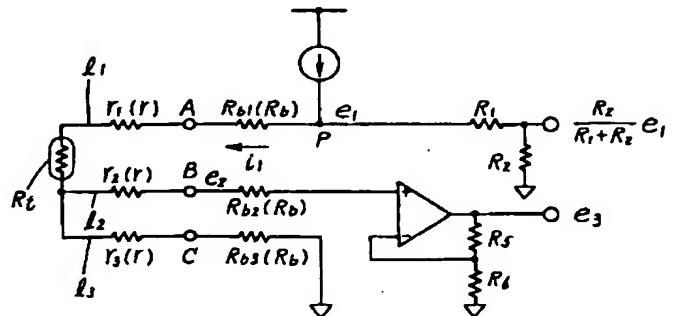 l1
r1(r) A Rb1(Rb) e1 R1 R2/(R1+R2) e1
P
i1
R2
Rt
r2(r) B e2
Rb2(Rb)
l2
+
−
e3
R5
r3(r) C Rb3(Rb)
R6
l3